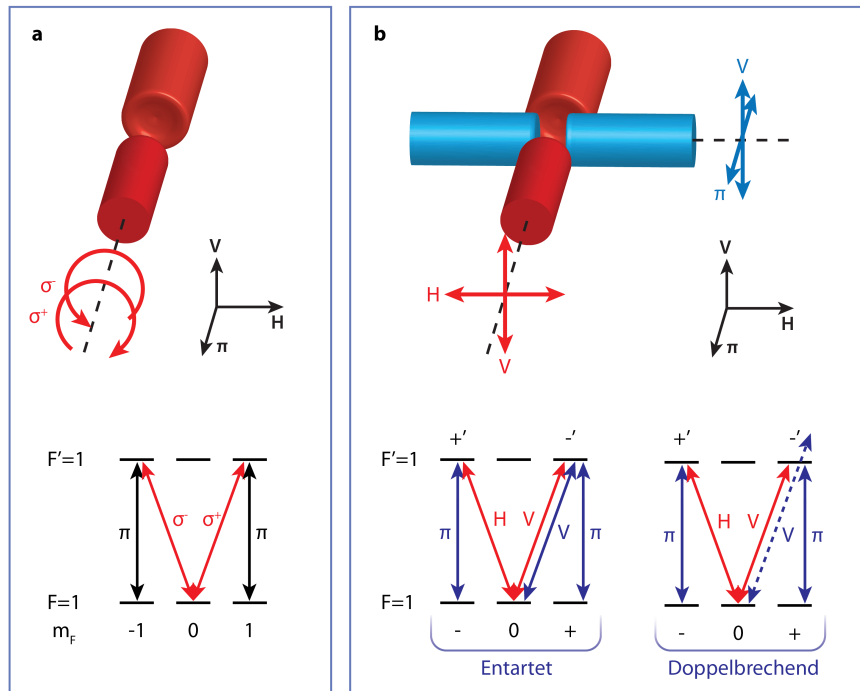 a
σ⁻
σ⁺
V
H
π
F'=1
π
σ⁻
σ⁺
π
F=1
m_F
-1
0
1
b
V
π
H
V
V
H
π
+'
-'
+'
-'
F'=1
π
H
V
V
π
π
H
V
V
π
F=1
-
0
+
-
0
+
Entartet
Doppelbrechend